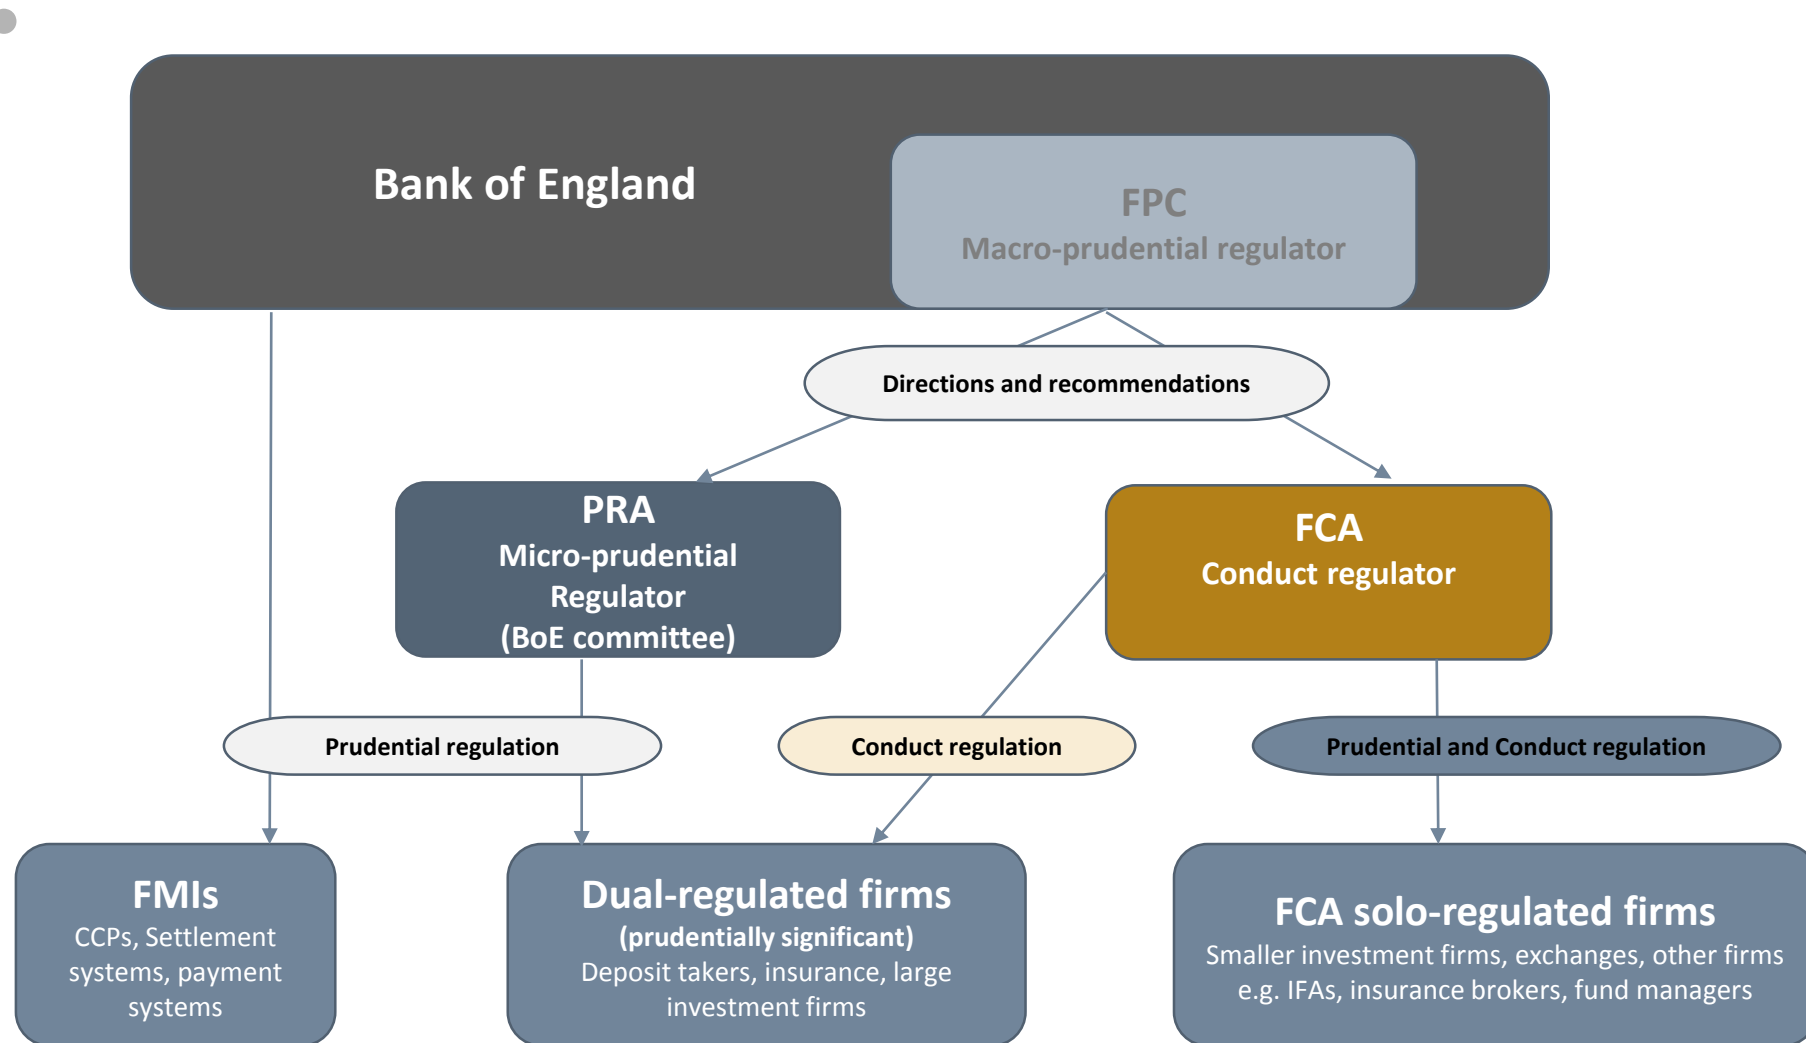 Bank of England
FPC
Macro-prudential regulator
Directions and recommendations
PRA
Micro-prudential
Regulator
(BoE committee)
FCA
Conduct regulator
Prudential regulation
Conduct regulation
Prudential and Conduct regulation
FMIs
CCPs, Settlement
systems, payment
systems
Dual-regulated firms
(prudentially significant)
Deposit takers, insurance, large
investment firms
FCA solo-regulated firms
Smaller investment firms, exchanges, other firms
e.g. IFAs, insurance brokers, fund managers